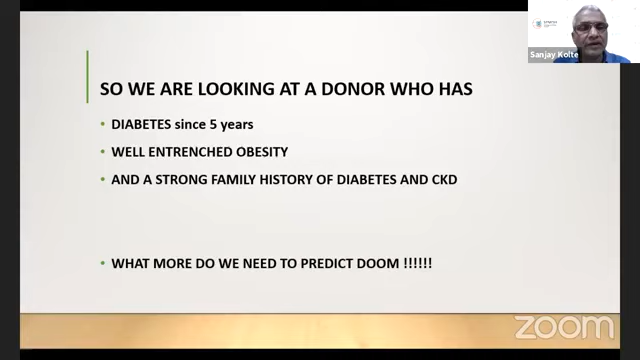 Sanjay Kolte
SO WE ARE LOOKING AT A DONOR WHO HAS
• DIABETES since 5 years
• WELL ENTRENCHED OBESITY
• AND A STRONG FAMILY HISTORY OF DIABETES AND CKD
• WHAT MORE DO WE NEED TO PREDICT DOOM !!!!!!
zoom